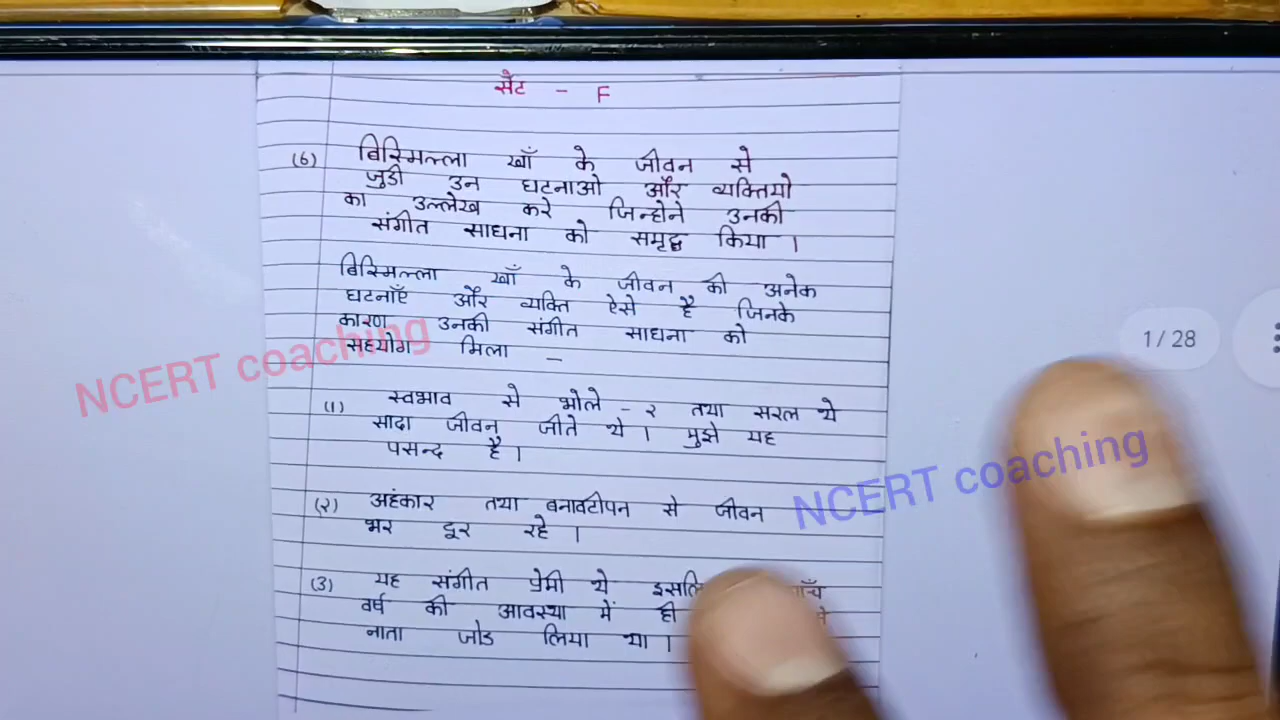 सेट - F
(6) बिस्मिल्ला खाँ के जीवन से
जुडी उन घटनाओ और व्यक्तियो
का उल्लेख करे जिन्होने उनकी
संगीत साधना को समृद्ध किया ।
बिस्मिल्ला खाँ के जीवन की अनेक
घटनाएँ और व्यक्ति ऐसे है जिनके
कारण उनकी संगीत साधना को
सहयोग मिला -
(1) स्वभाव से भोले - २ तथा सरल थे
सादा जीवन जीते थे । मुझे यह
पसन्द है ।
(२) अहंकार तथा बनावटीपन से जीवन
भर दूर रहे ।
(3) यह संगीत प्रेमी थे
वर्ष की आवस्था में ही
नाता जोड लिया था ।
1 / 28
NCERT coaching
NCERT coaching